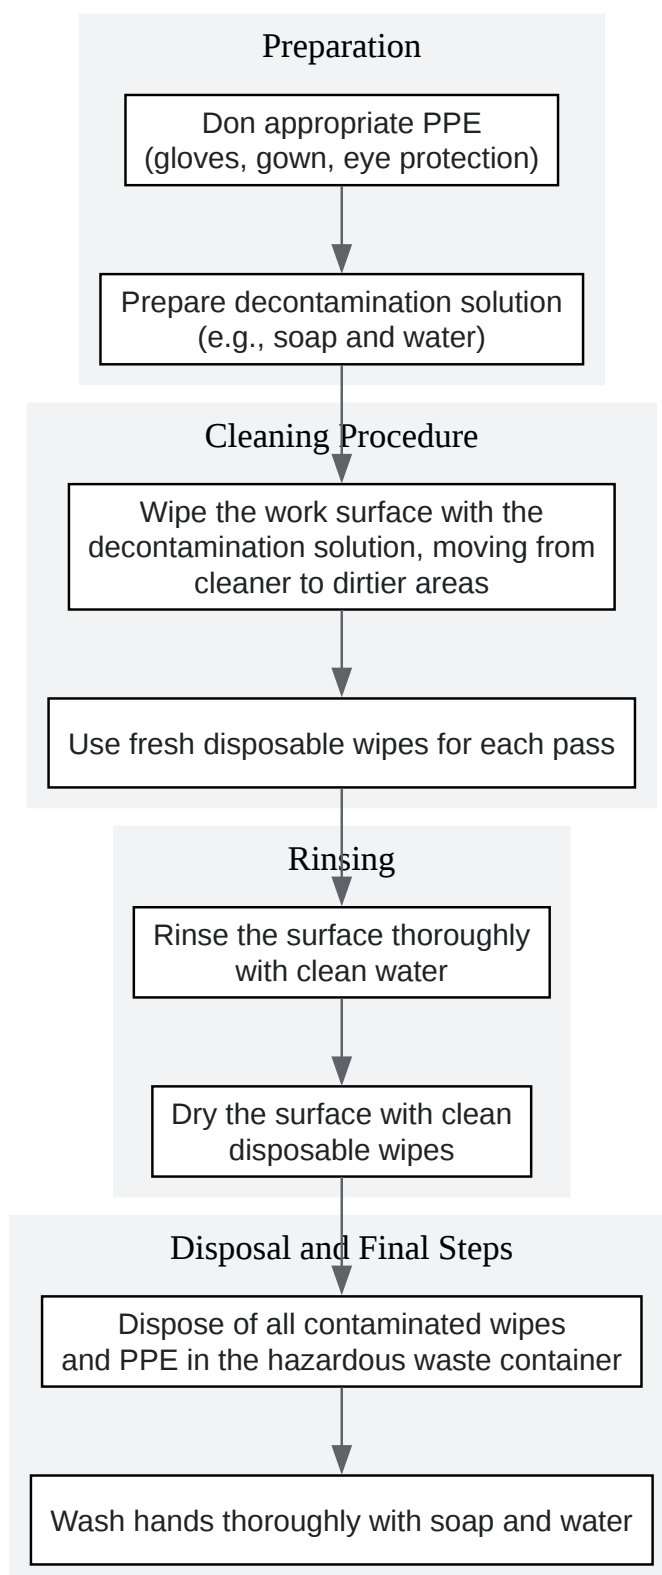 Preparation
Don appropriate PPE
(gloves, gown, eye protection)
Prepare decontamination solution
(e.g., soap and water)
Cleaning Procedure
Wipe the work surface with the
decontamination solution, moving from
cleaner to dirtier areas
Use fresh disposable wipes for each pass
Rinsing
Rinse the surface thoroughly
with clean water
Dry the surface with clean
disposable wipes
Disposal and Final Steps
Dispose of all contaminated wipes
and PPE in the hazardous waste container
Wash hands thoroughly with soap and water